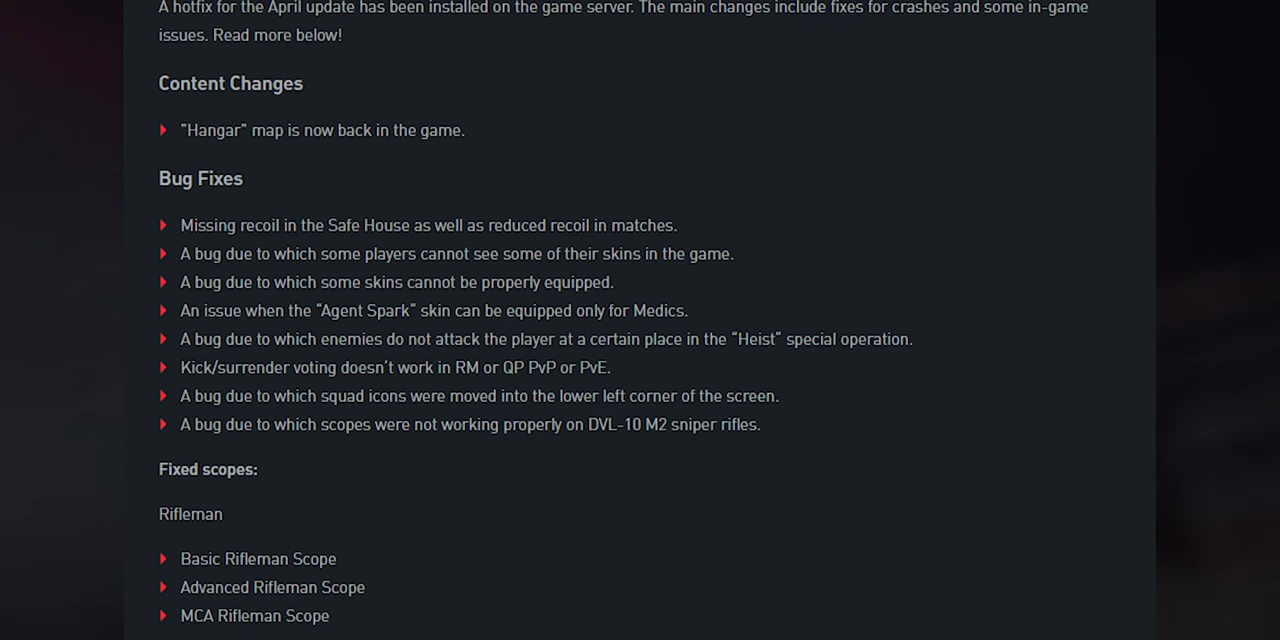 A hotfix for the April update has been installed on the game server. The main changes include fixes for crashes and some in-game
issues. Read more below!
Content Changes
"Hangar" map is now back in the game.
Bug Fixes
Missing recoil in the Safe House as well as reduced recoil in matches.
A bug due to which some players cannot see some of their skins in the game.
A bug due to which some skins cannot be properly equipped.
An issue when the “Agent Spark” skin can be equipped only for Medics.
A bug due to which enemies do not attack the player at a certain place in the “Heist” special operation.
Kick/surrender voting doesn’t work in RM or QP PvP or PvE.
A bug due to which squad icons were moved into the lower left corner of the screen.
A bug due to which scopes were not working properly on DVL-10 M2 sniper rifles.
Fixed scopes:
Rifleman
Basic Rifleman Scope
Advanced Rifleman Scope
MCA Rifleman Scope